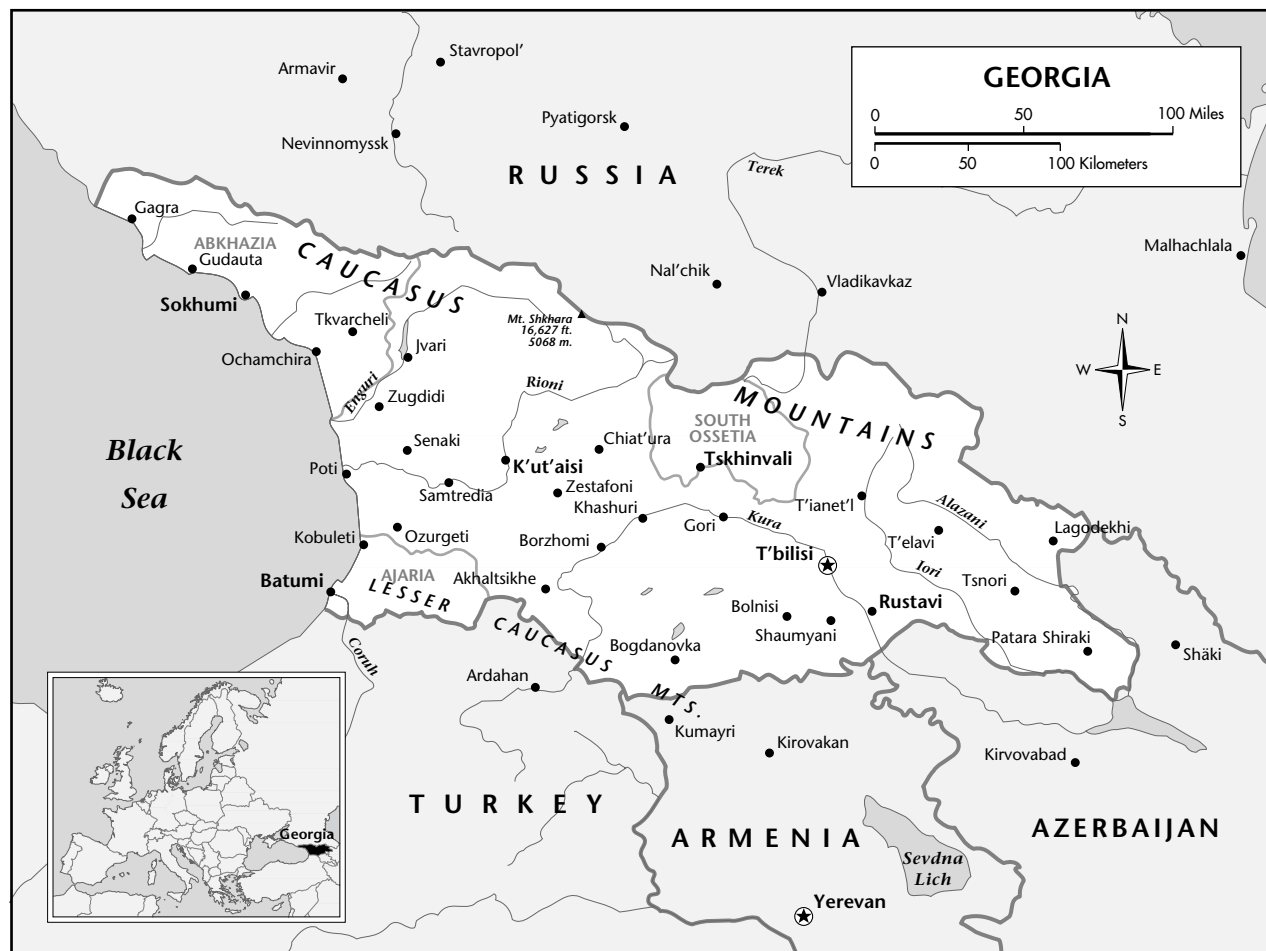 Stavropol'
Armavir
GEORGIA
0 50 100 Miles
0 50 100 Kilometers
Pyatigorsk
Nevinnomyssk
RUSSIA
Terek
Gagra
ABKHAZIA
Gudauta
CAUCASUS
Malhachlala
Nal'chik
Vladikavkaz
Sokhumi
Tkvarcheli
Mt. Shkhara
16,627 ft.
5068 m.
N
W E
S
Ochamchira
Jvari
Enguri
Rioni
Zugdidi
MOUNTAINS
SOUTH
OSSETIA
Black
Sea
Senaki
Chiat'ura
Tskhinvali
Poti
K'ut'aisi
Samtredia
Zestafoni
Khashuri
T'ianet'l
Alazani
Gori
Kura
Lagodekhi
Kobuleti
Ozurgeti
Borzhomi
T'bilisi
T'elavi
Iori
AJARIA
Batumi
LESSER
Akhaltsikhe
Tsnori
Bolnisi
Rustavi
Shaumyani
CAUCASUS
Coruh
Bogdanovka
Patara Shiraki
Shäki
Ardahan
MTS.
Kumayri
Kirovakan
Kirvovabad
TURKEY
ARMENIA
AZERBAIJAN
Georgia
Sevdna
Lich
Yerevan